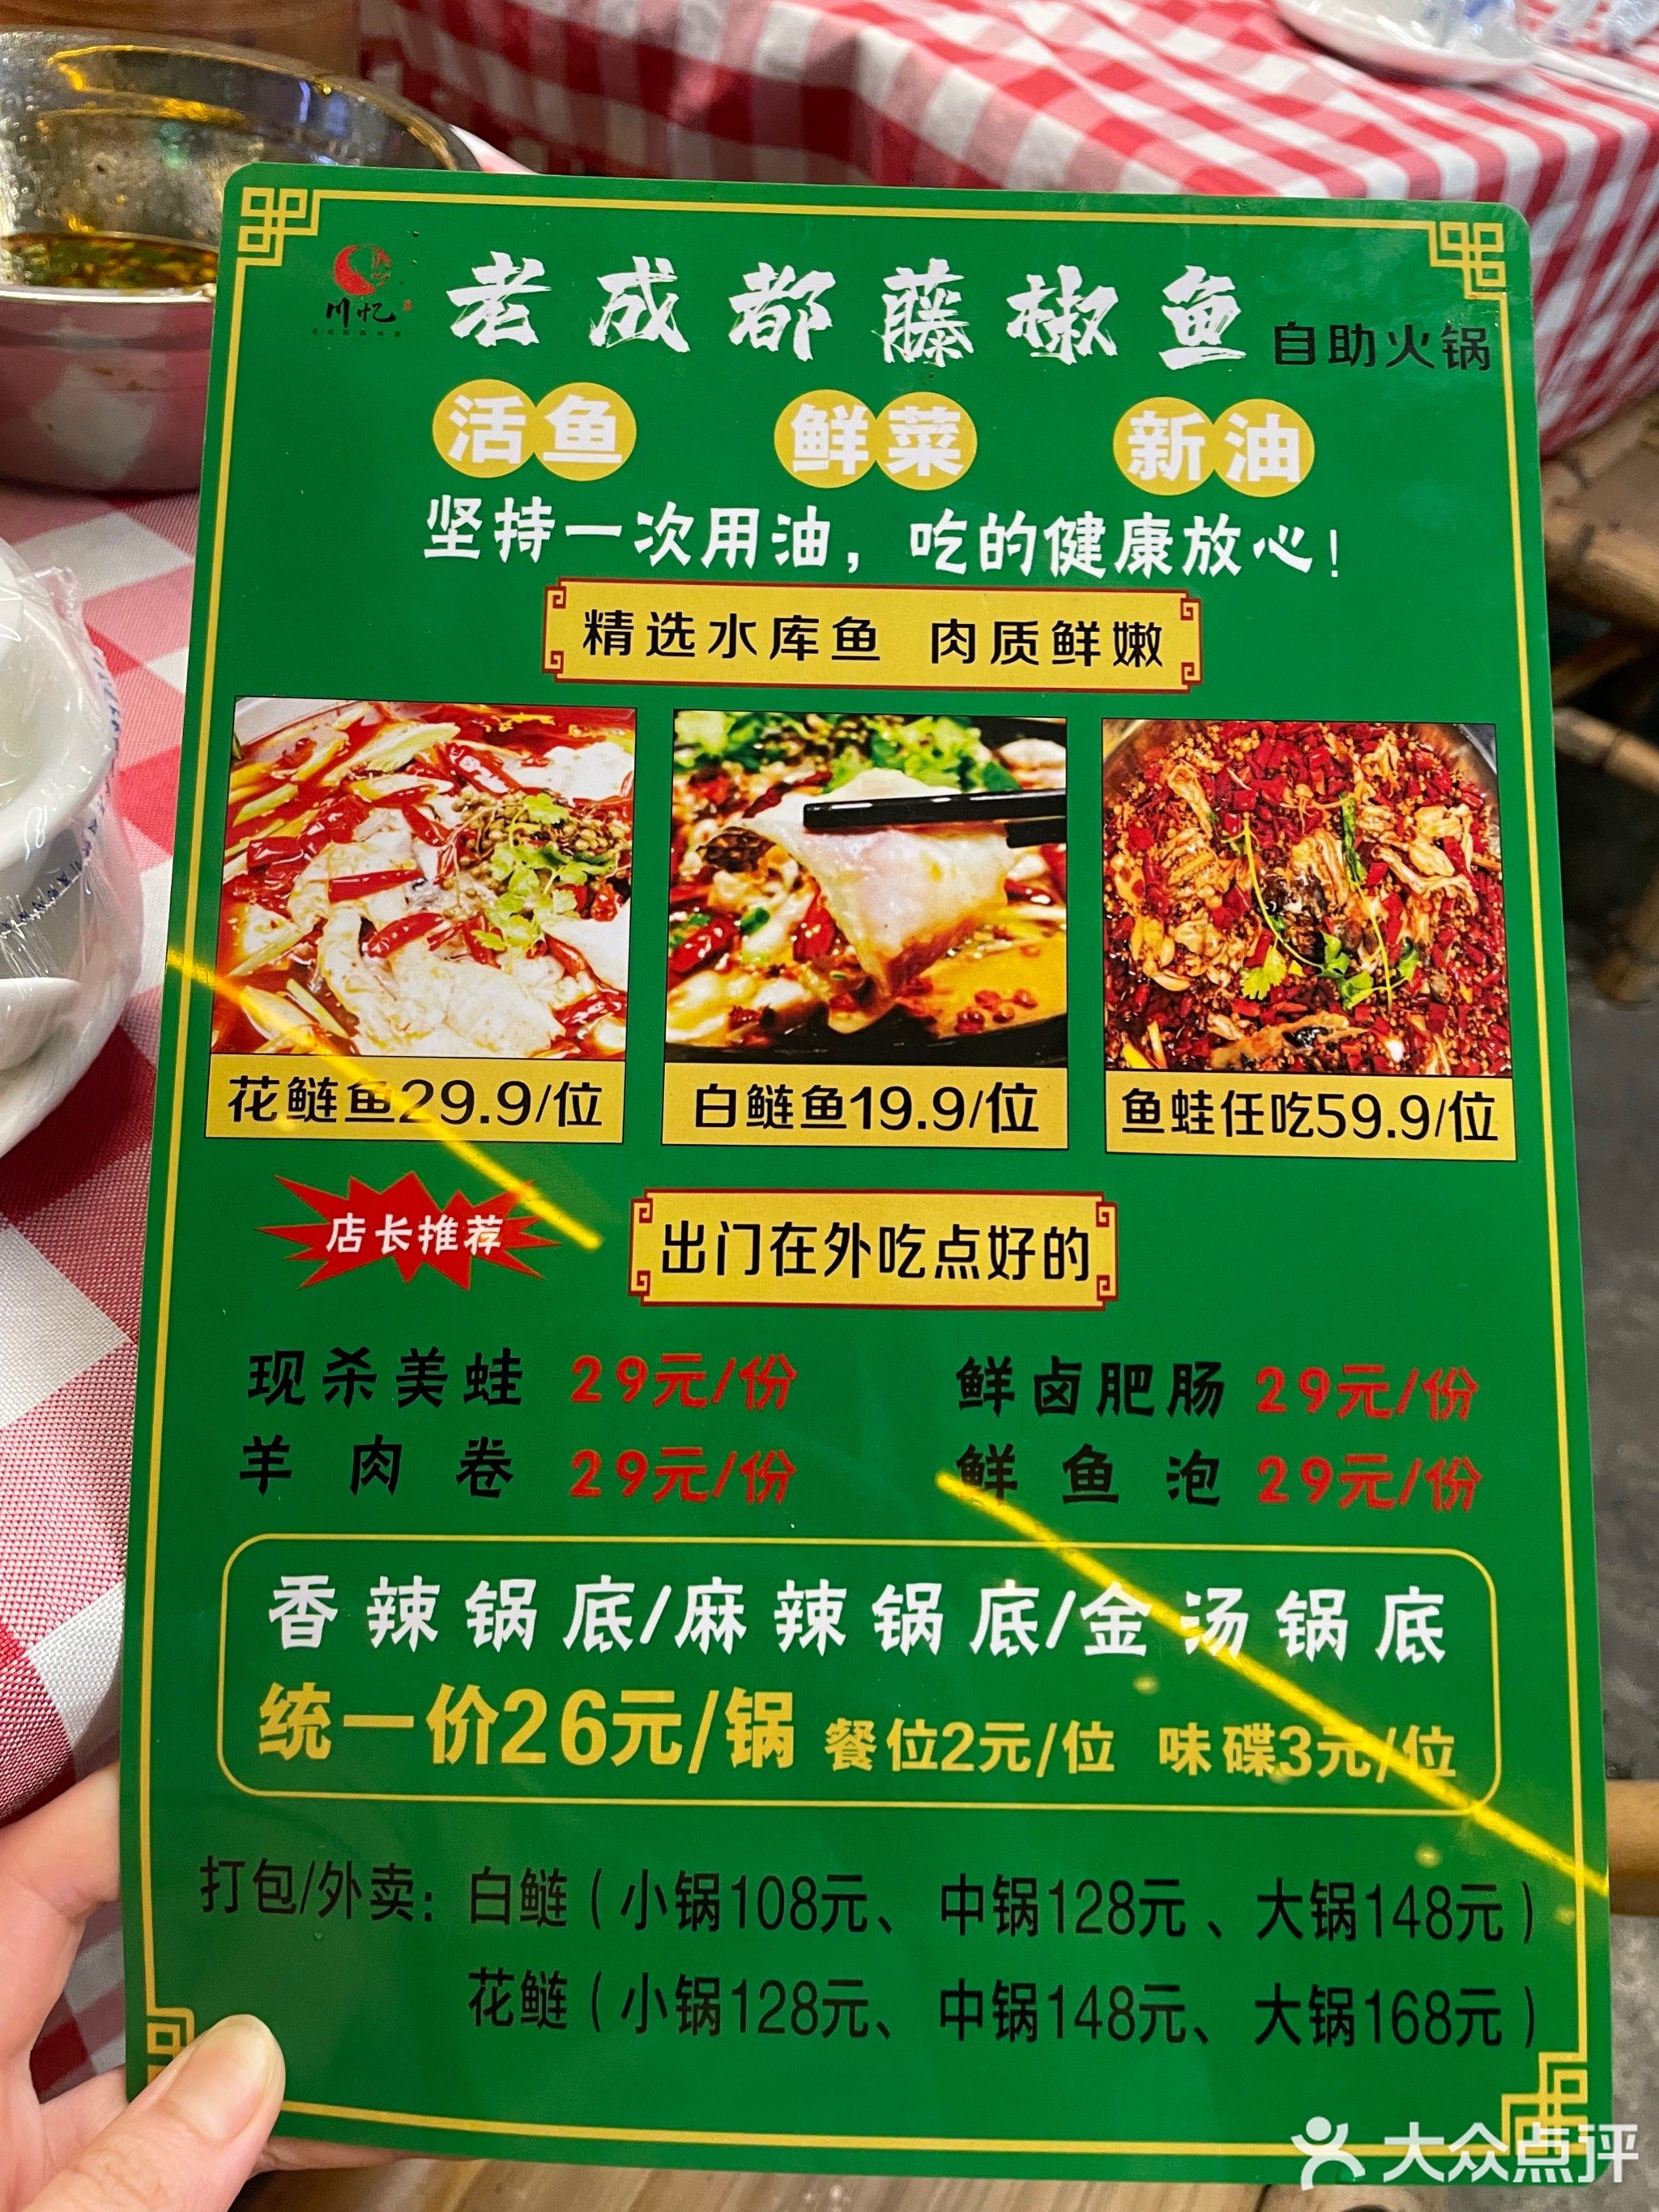 川忆
老成都藤椒鱼 自助火锅
活鱼 鲜菜 新油
坚持一次用油，吃的健康放心！
精选水库鱼 肉质鲜嫩
花鲢鱼29.9/位 白鲢鱼19.9/位 鱼蛙任吃59.9/位
店长推荐 出门在外吃点好的
现杀美蛙 29元/份 鲜卤肥肠 29元/份
羊肉卷 29元/份 鲜鱼泡 29元/份
香辣锅底/麻辣锅底/金汤锅底
统一价26元/锅 餐位2元/位 味碟3元/位
打包/外卖：白鲢（小锅108元、中锅128元、大锅148元）
花鲢（小锅128元、中锅148元、大锅168元）
大众点评